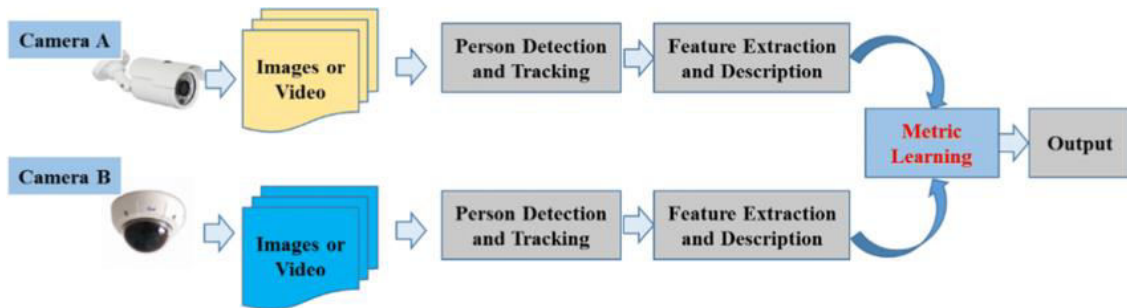 Camera A
Images or
Video
Person Detection
and Tracking
Feature Extraction
and Description
Metric
Learning
Output
Camera B
Images or
Video
Person Detection
and Tracking
Feature Extraction
and Description